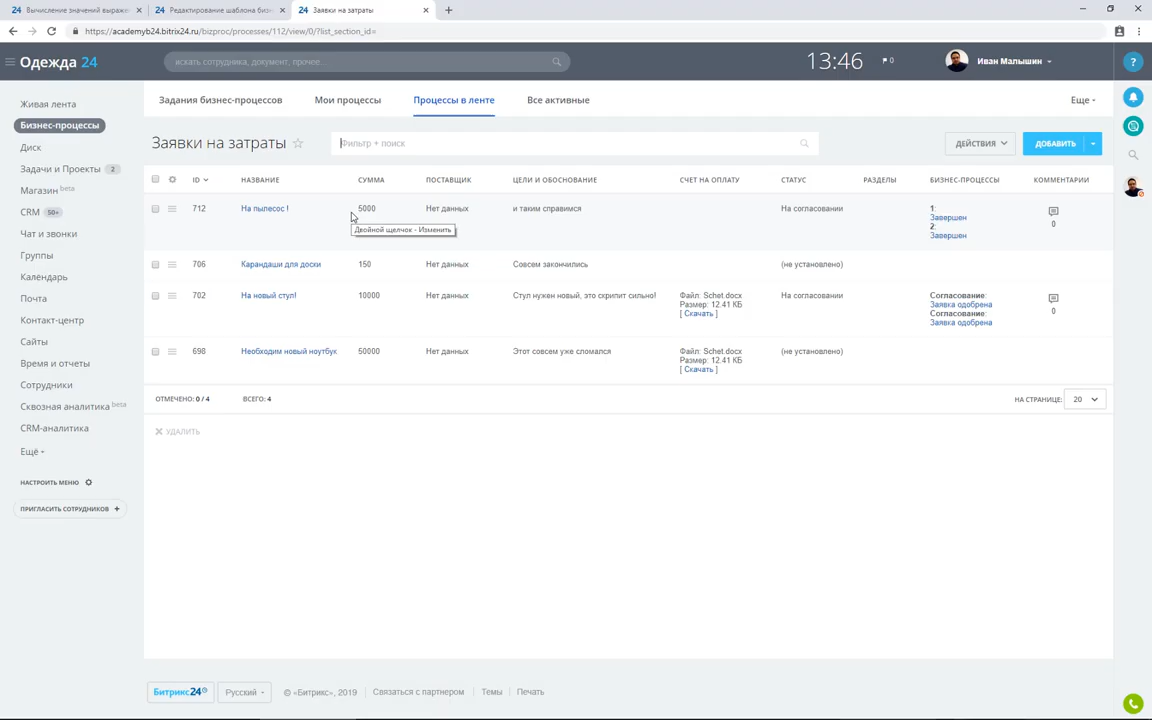 24 Вычисление значений выраже
24 Редактирование шаблона бизн
24 Заявки на затраты
https://academyb24.bitrix24.ru/bizproc/processes/112/view/0/?list_section_id=
Одежда 24
искать сотрудника, документ, прочее...
13:46
0
Иван Малышин
?
Живая лента
Бизнес-процессы
Диск
Задачи и Проекты 2
Магазин beta
CRM 50+
Чат и звонки
Группы
Календарь
Почта
Контакт-центр
Сайты
Время и отчеты
Сотрудники
Сквозная аналитика beta
CRM-аналитика
Ещё
НАСТРОИТЬ МЕНЮ
ПРИГЛАСИТЬ СОТРУДНИКОВ +
Задания бизнес-процессов Мои процессы Процессы в ленте Все активные Еще
Заявки на затраты
Фильтр + поиск
ДЕЙСТВИЯ
ДОБАВИТЬ
ID НАЗВАНИЕ СУММА ПОСТАВЩИК ЦЕЛИ И ОБОСНОВАНИЕ СЧЕТ НА ОПЛАТУ СТАТУС РАЗДЕЛЫ БИЗНЕС-ПРОЦЕССЫ КОММЕНТАРИИ
712 На пылесос ! 5000 Нет данных и таким справимся На согласовании 1:
Завершен
2:
Завершен
0
Двойной щелчок - Изменить
706 Карандаши для доски 150 Нет данных Совсем закончились (не установлено)
702 На новый стул! 10000 Нет данных Стул нужен новый, это скрипит сильно! Файл: Schet.docx На согласовании Согласование:
Размер: 12.41 КБ Заявка одобрена
[ Скачать ] Согласование:
Заявка одобрена
0
698 Необходим новый ноутбук 50000 Нет данных Этот совсем уже сломался Файл: Schet.docx (не установлено)
Размер: 12.41 КБ
[ Скачать ]
ОТМЕЧЕНО: 0 / 4 ВСЕГО: 4 НА СТРАНИЦЕ: 20
УДАЛИТЬ
Битрикс24 Русский © «Битрикс», 2019 Связаться с партнером Темы Печать